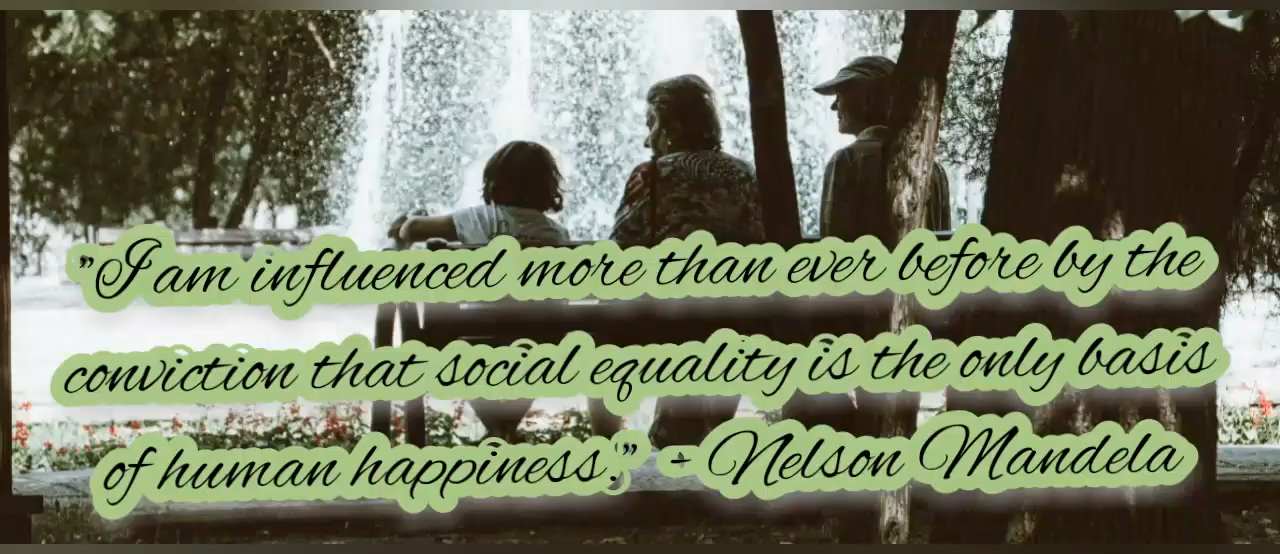 "I am influenced more than ever before by the
conviction that social equality is the only basis
of human happiness." - Nelson Mandela